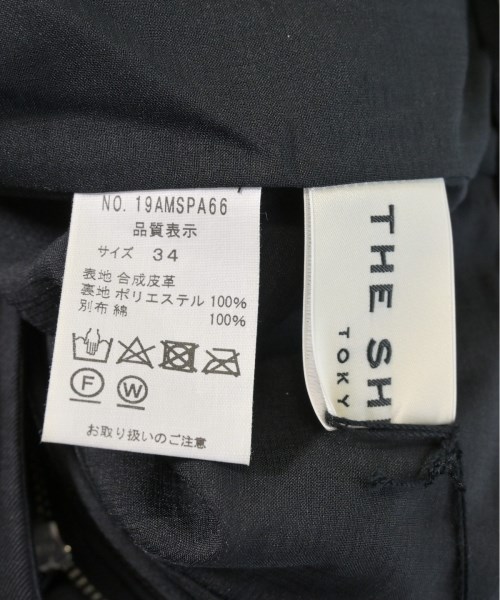 NO. 19AMSPA66
品質表示
サイズ 34
表地 合成皮革
裏地 ポリエステル 100%
別布 綿 100%
F W
お取り扱いのご注意
THE SH
TOKY